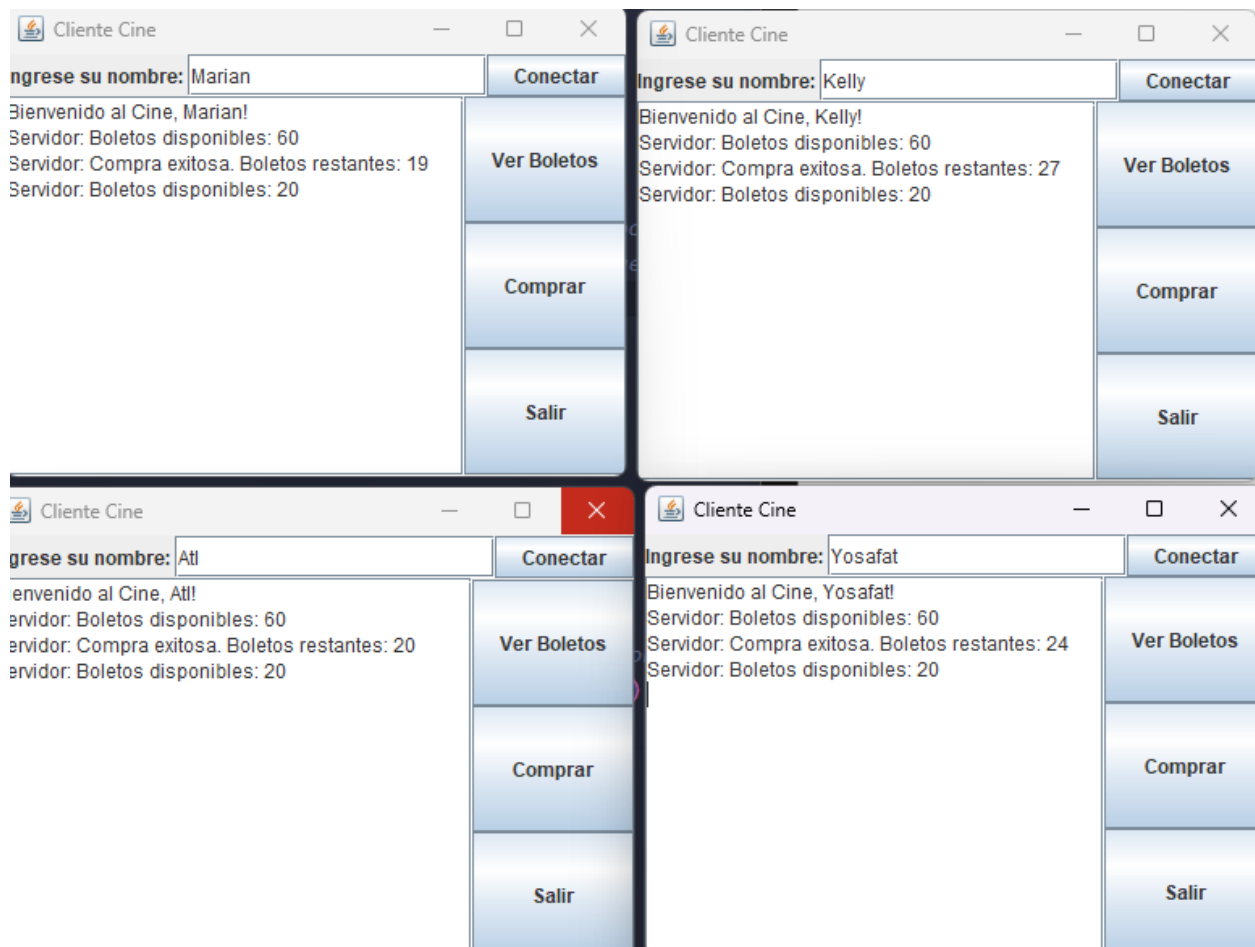 Cliente Cine
ngrese su nombre: Marian Conectar
Bienvenido al Cine, Marian!
Servidor: Boletos disponibles: 60
Servidor: Compra exitosa. Boletos restantes: 19
Servidor: Boletos disponibles: 20
Ver Boletos
Comprar
Salir
Cliente Cine
Ingrese su nombre: Kelly Conectar
Bienvenido al Cine, Kelly!
Servidor: Boletos disponibles: 60
Servidor: Compra exitosa. Boletos restantes: 27
Servidor: Boletos disponibles: 20
Ver Boletos
Comprar
Salir
Cliente Cine
grese su nombre: Atl Conectar
ienvenido al Cine, Atl!
ervidor: Boletos disponibles: 60
ervidor: Compra exitosa. Boletos restantes: 20
ervidor: Boletos disponibles: 20
Ver Boletos
Comprar
Salir
Cliente Cine
Ingrese su nombre: Yosafat Conectar
Bienvenido al Cine, Yosafat!
Servidor: Boletos disponibles: 60
Servidor: Compra exitosa. Boletos restantes: 24
Servidor: Boletos disponibles: 20
Ver Boletos
Comprar
Salir